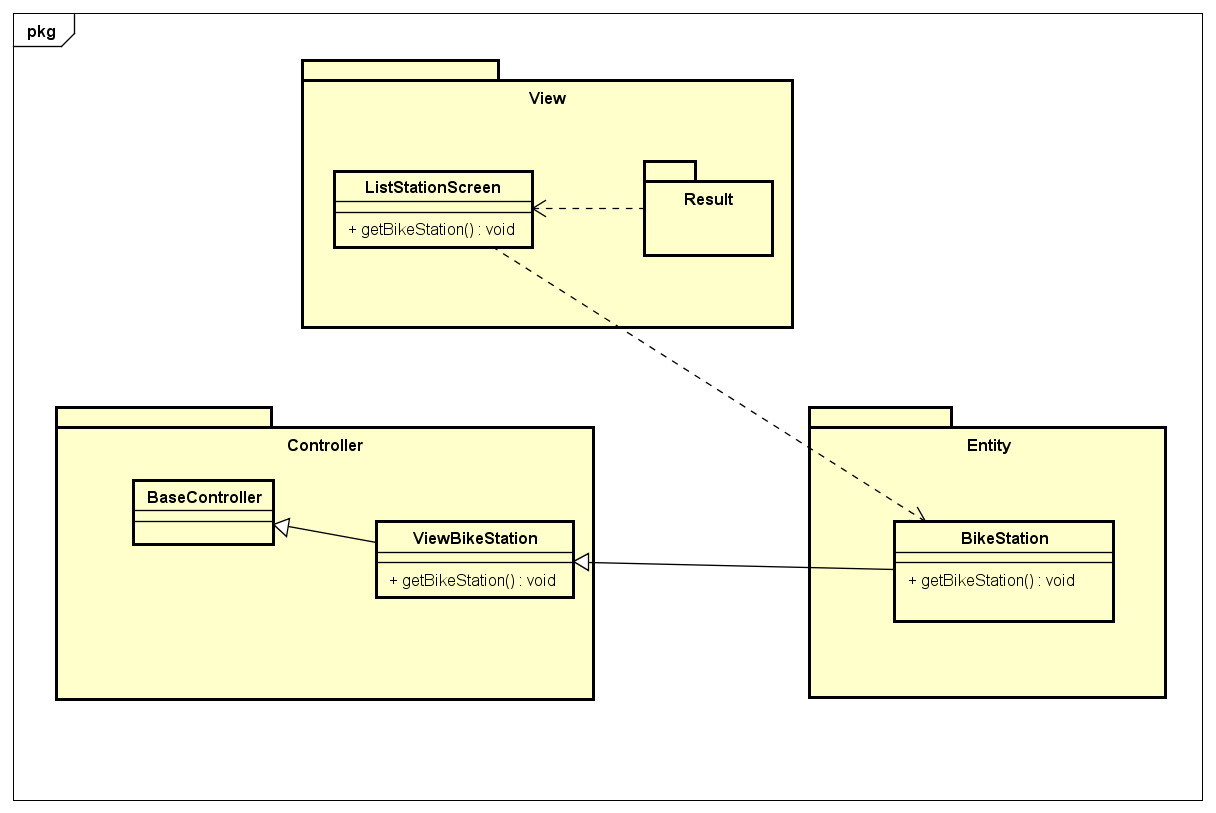 pkg
View
ListStationScreen
+ getBikeStation() : void
Result
Controller
BaseController
ViewBikeStation
+ getBikeStation() : void
Entity
BikeStation
+ getBikeStation() : void